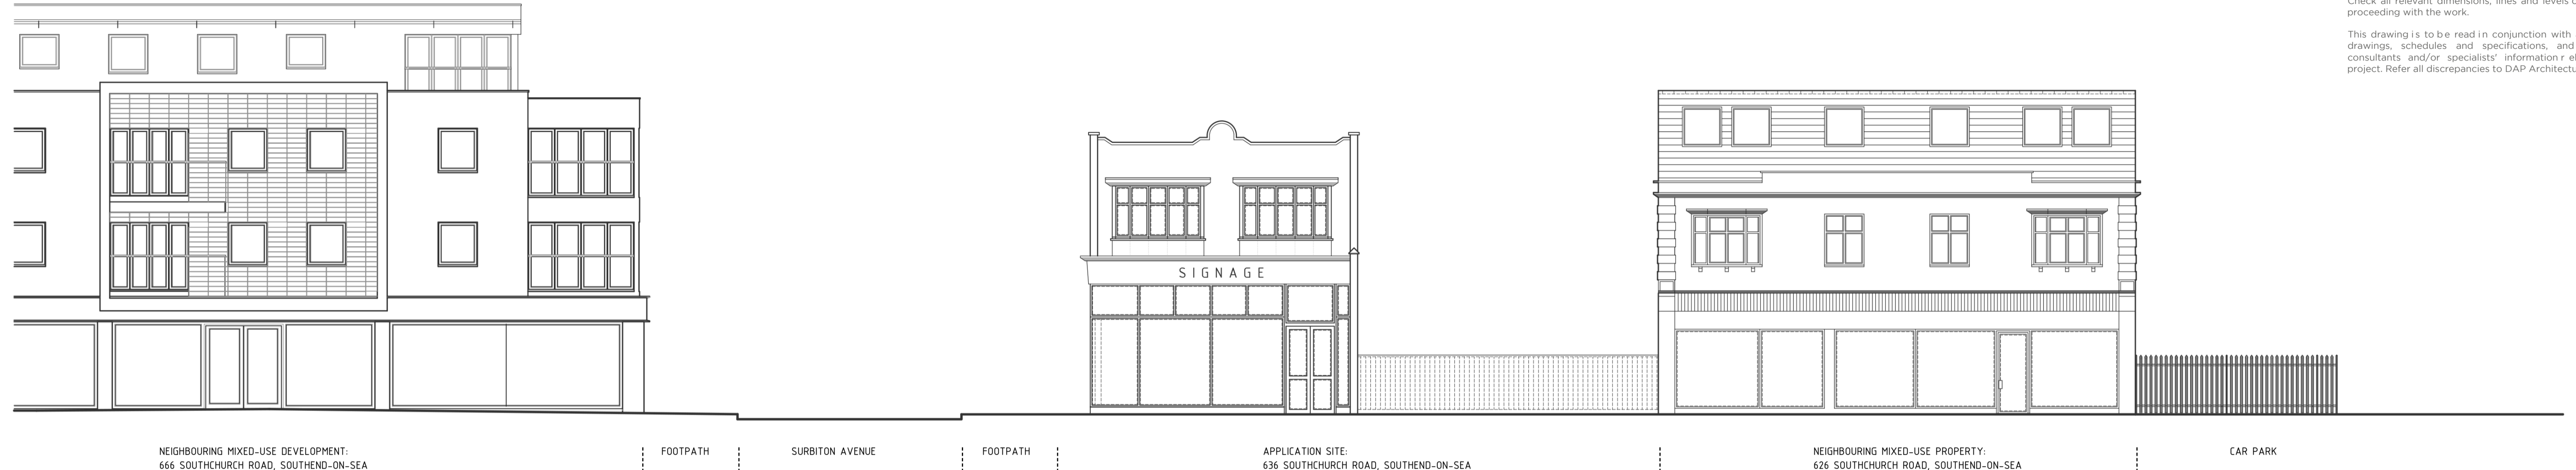 Check all relevant dimensions, lines and levels
proceeding with the work.
This drawing is to be read in conjunction with
drawings, schedules and specifications, and
consultants and/or specialists' information
project. Refer all discrepancies to DAP
SIGNAGE
NEIGHBOURING MIXED-USE DEVELOPMENT:
666 SOUTHCHURCH ROAD, SOUTHEND-ON-SEA
FOOTPATH
SURBITON AVENUE
FOOTPATH
APPLICATION SITE:
636 SOUTHCHURCH ROAD, SOUTHEND-ON-SEA
NEIGHBOURING MIXED-USE PROPERTY:
626 SOUTHCHURCH ROAD, SOUTHEND-ON-SEA
CAR PARK